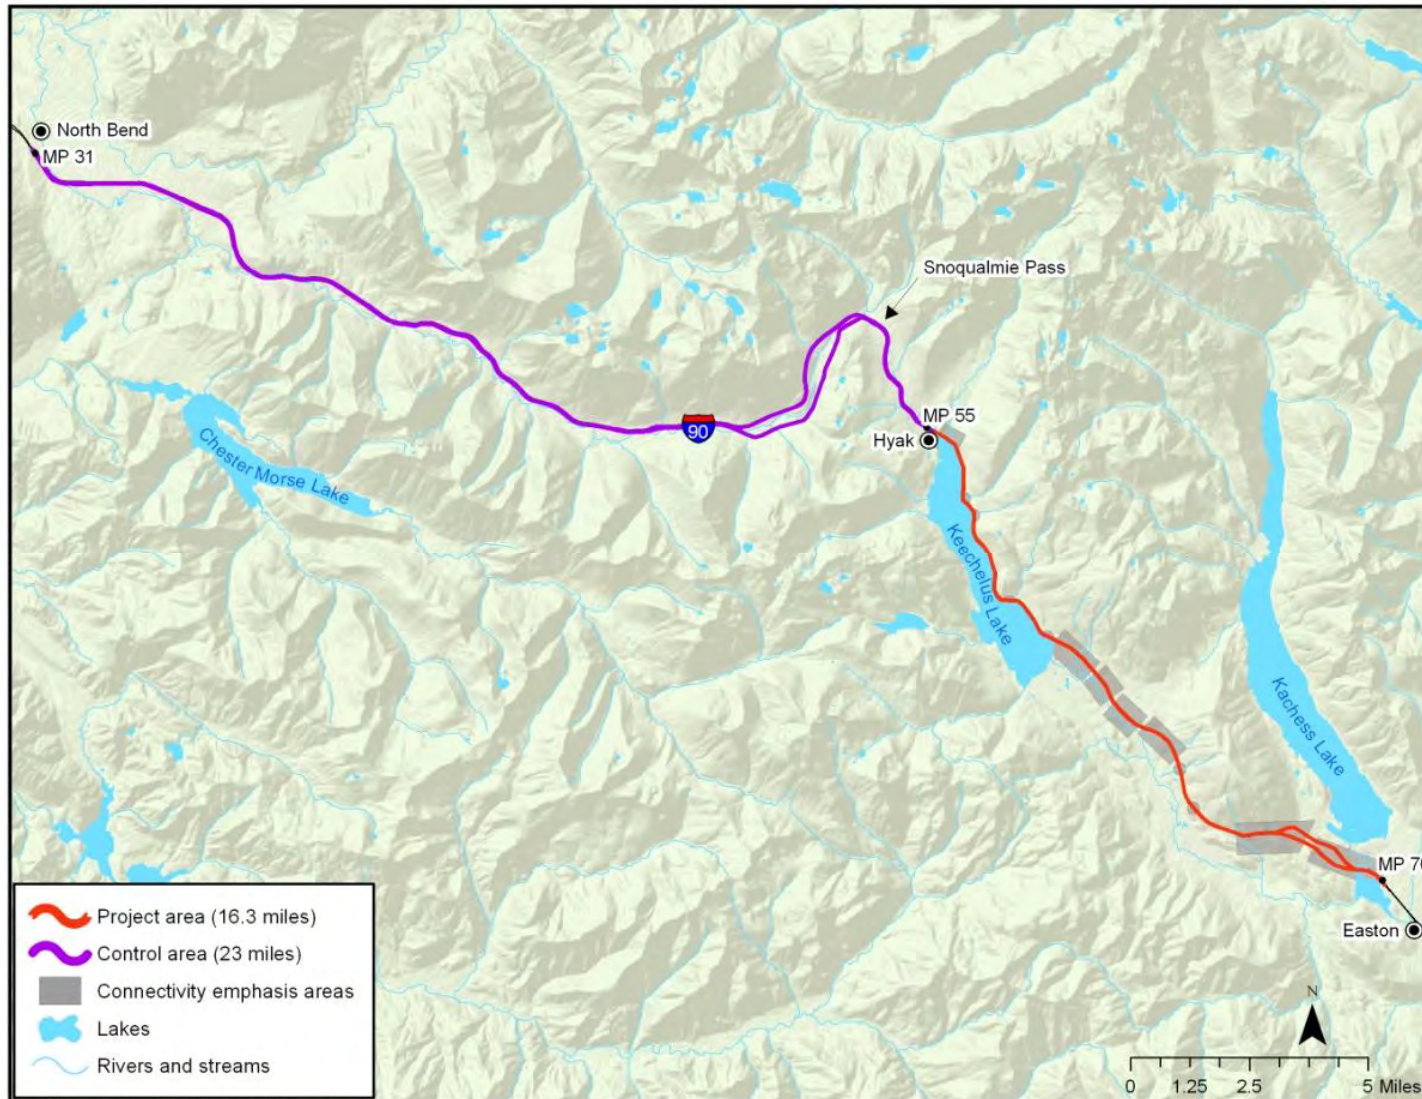 North Bend
MP 31
Snoqualmie Pass
MP 55
Hyak
90
Chester Morse Lake
Keechelus Lake
Kachess Lake
MP 70
Easton
Project area (16.3 miles)
Control area (23 miles)
Connectivity emphasis areas
Lakes
Rivers and streams
N
0 1.25 2.5 5 Miles